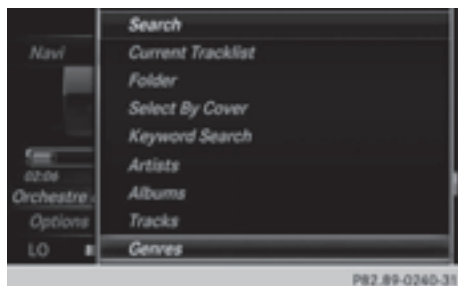 Search
Navi
Current Tracklist
Folder
Select By Cover
Keyword Search
Artists
02:06
Albums
Orchestre
Tracks
Options
Genres
LO
P82.89-0240-31